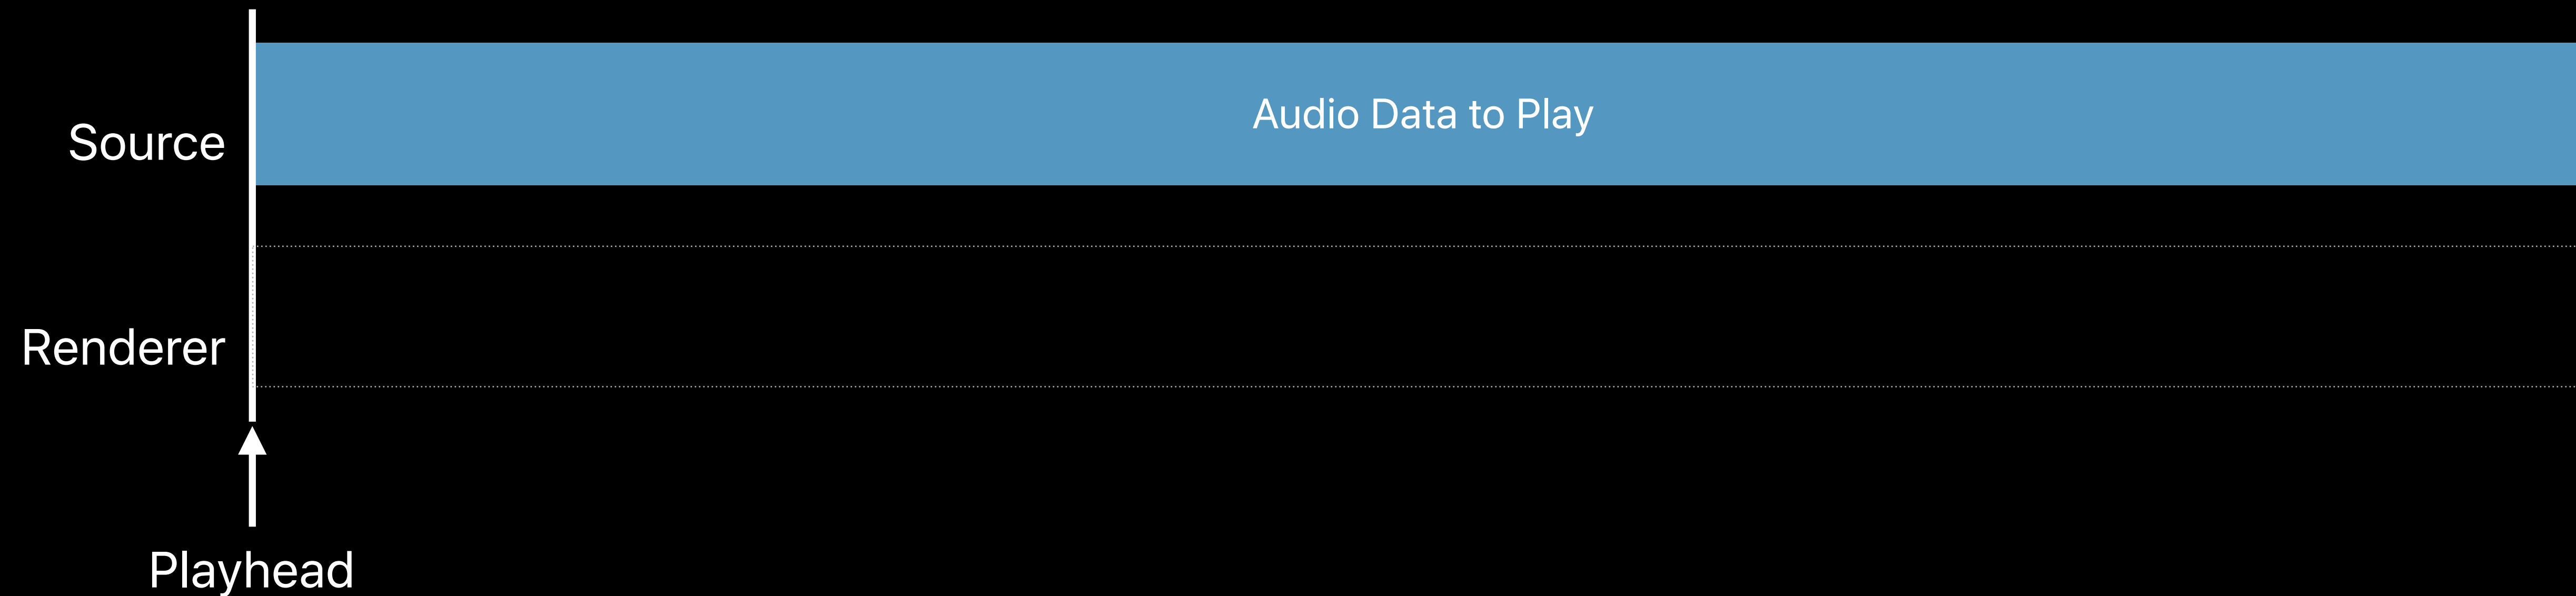 Audio Data to Play
Source
Renderer
Playhead